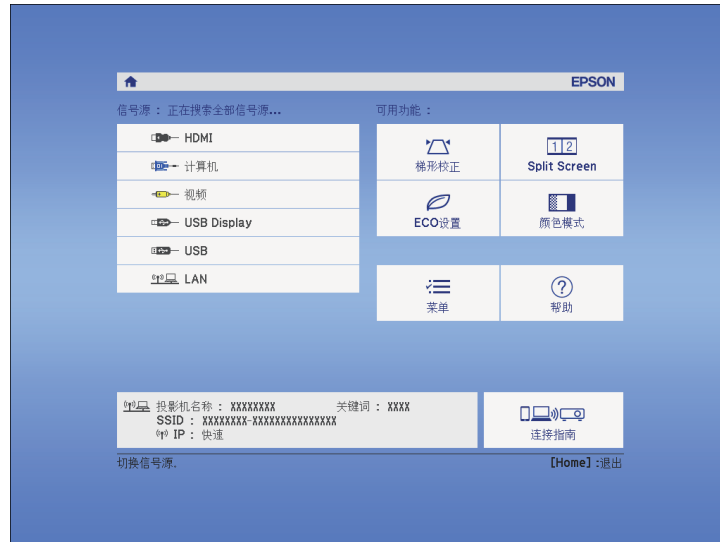 EPSON
信号源 : 正在搜索全部信号源...
可用功能 :
HDMI
计算机
视频
USB Display
USB
LAN
梯形校正
1 2
Split Screen
ECO设置
颜色模式
菜单
?
帮助
投影机名称 : XXXXXXXX 关键词 : XXXX
SSID : XXXXXXXX-XXXXXXXXXXXXXXX
IP : 快速
连接指南
切换信号源.
[Home] :退出